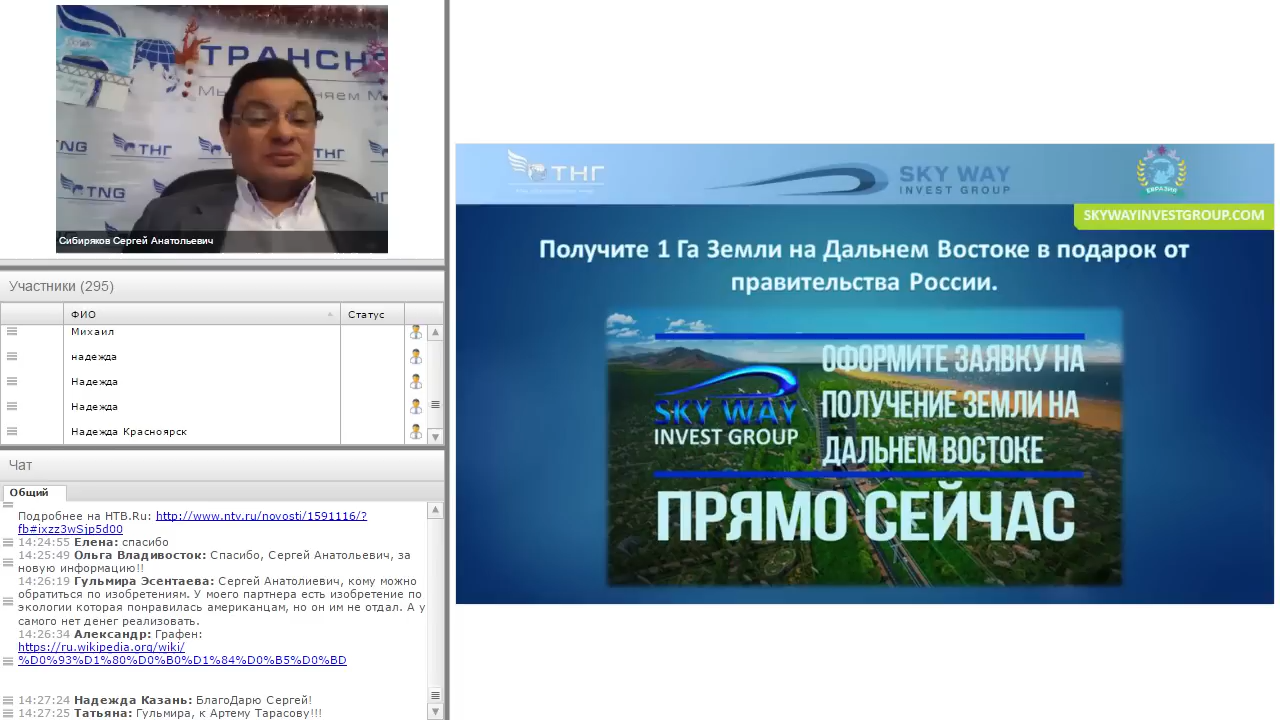 ТРАНСН
TNG
ТНГ
ТНГ
TNG
ТНГ
Сибиряков Сергей Анатольевич
Участники (295)
ФИО
Статус
Михаил
надежда
Надежда
Надежда
Надежда Красноярск
Чат
Общий
Подробнее на НТВ.Ru: http://www.ntv.ru/novosti/1591116/?
fb#ixzz3wSjp5d00
14:24:55 Елена: спасибо
14:25:49 Ольга Владивосток: Спасибо, Сергей Анатольевич, за
новую информацию!!
14:26:19 Гульмира Эсентаева: Сергей Анатолиевич, кому можно
обратиться по изобретениям. У моего партнера есть изобретение по
экологии которая понравилась американцам, но он им не отдал. А у
самого нет денег реализовать.
14:26:34 Александр: Графен:
https://ru.wikipedia.org/wiki/
%D0%93%D1%80%D0%B0%D1%84%D0%B5%D0%BD
14:27:24 Надежда Казань: БлагоДарю Сергей!
14:27:25 Татьяна: Гульмира, к Артему Тарасову!!!
ТНГ
SKY WAY
INVEST GROUP
ЕВРАЗИЯ
SKYWAYINVESTGROUP.COM
Получите 1 Га Земли на Дальнем Востоке в подарок от
правительства России.
SKY WAY
INVEST GROUP
ОФОРМИТЕ ЗАЯВКУ НА
ПОЛУЧЕНИЕ ЗЕМЛИ НА
ДАЛЬНЕМ ВОСТОКЕ
ПРЯМО СЕЙЧАС